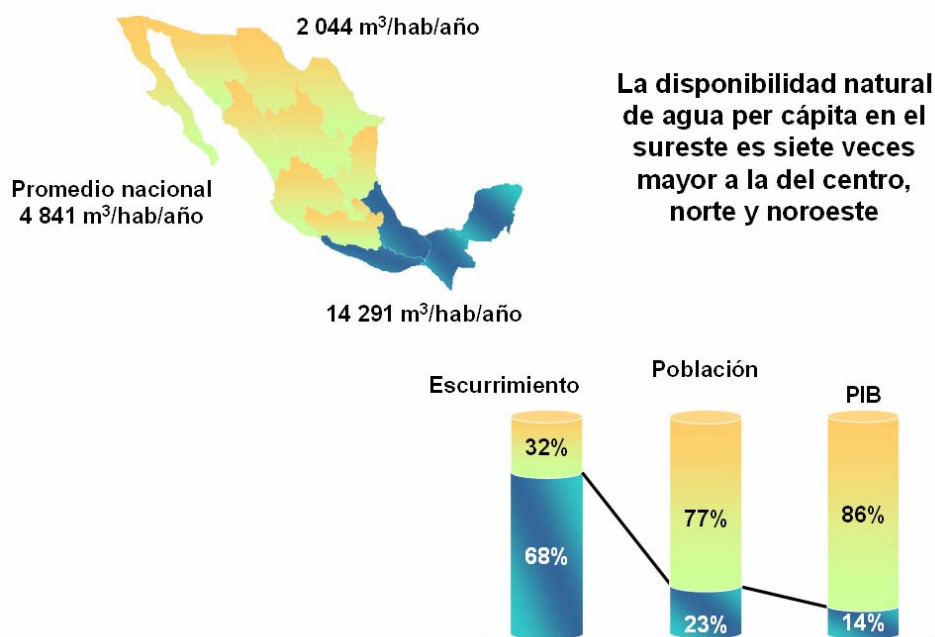 2 044 m³/hab/año
La disponibilidad natural
de agua per cápita en el
sureste es siete veces
mayor a la del centro,
norte y noroeste
Promedio nacional
4 841 m³/hab/año
14 291 m³/hab/año
Escurrimiento
Población
PIB
32%
77%
86%
68%
23%
14%